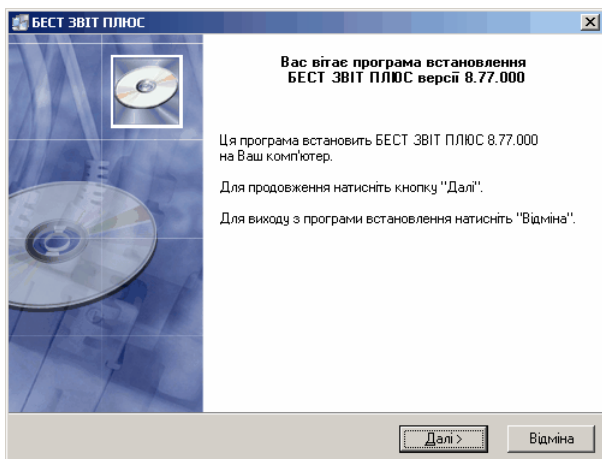 БЕСТ ЗВІТ ПЛЮС
Вас вітає програма встановлення
БЕСТ ЗВІТ ПЛЮС версії 8.77.000
Ця програма встановить БЕСТ ЗВІТ ПЛЮС 8.77.000
на Ваш комп'ютер.
Для продовження натисніть кнопку "Далі".
Для виходу з програми встановлення натисніть "Відміна".
Далі >
Відміна